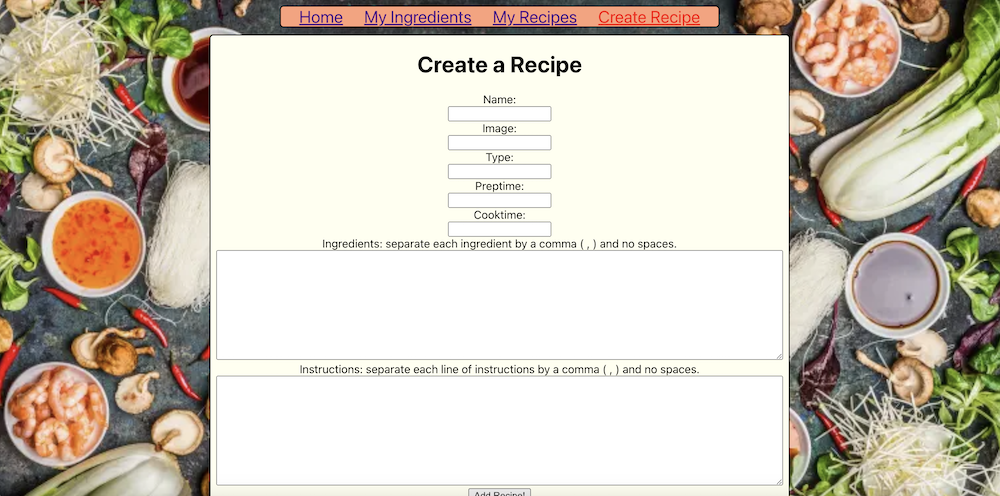 Home My Ingredients My Recipes Create Recipe
Create a Recipe
Name:
Image:
Type:
Preptime:
Cooktime:
Ingredients: separate each ingredient by a comma ( , ) and no spaces.
Instructions: separate each line of instructions by a comma ( , ) and no spaces.
Add Recipe!